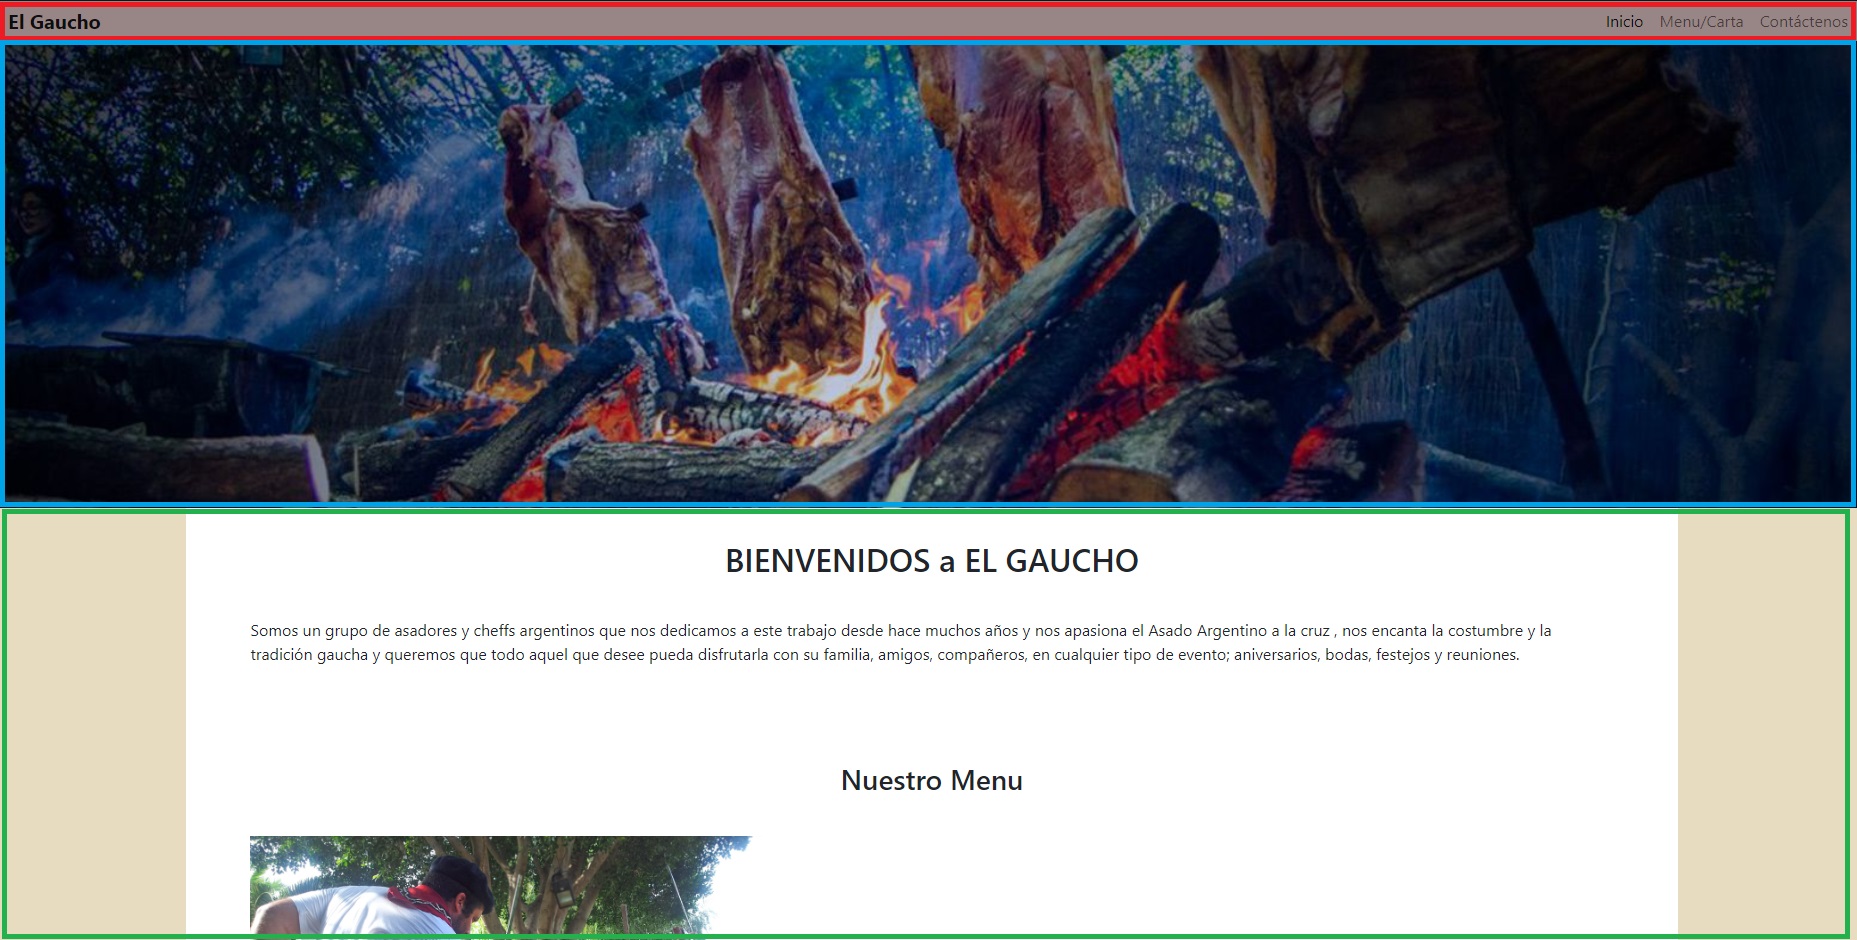 El Gaucho
Inicio Menu/Carta Contáctenos
BIENVENIDOS a EL GAUCHO
Somos un grupo de asadores y cheffs argentinos que nos dedicamos a este trabajo desde hace muchos años y nos apasiona el Asado Argentino a la cruz , nos encanta la costumbre y la
tradición gaucha y queremos que todo aquel que desee pueda disfrutarla con su familia, amigos, compañeros, en cualquier tipo de evento; aniversarios, bodas, festejos y reuniones.
Nuestro Menu